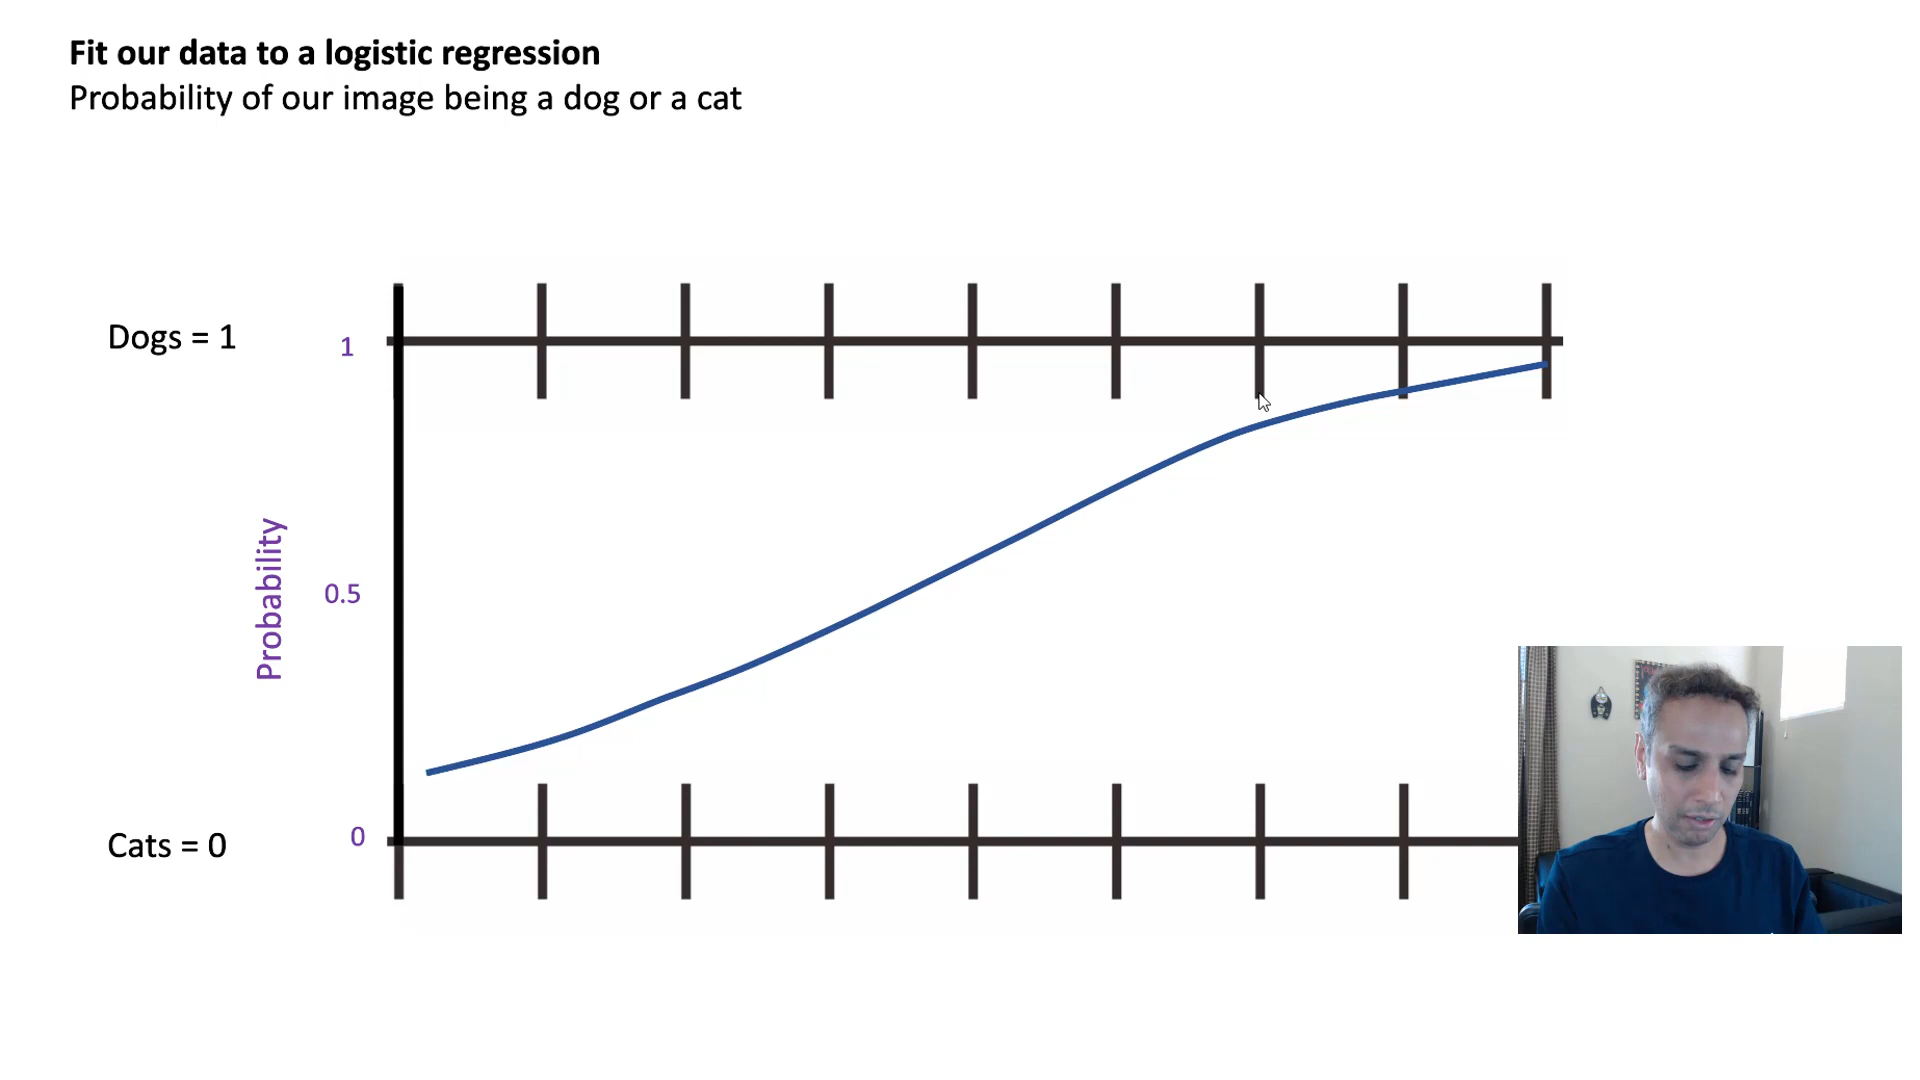 Fit our data to a logistic regression
Probability of our image being a dog or a cat
Dogs = 1
1
Probability
0.5
0
Cats = 0